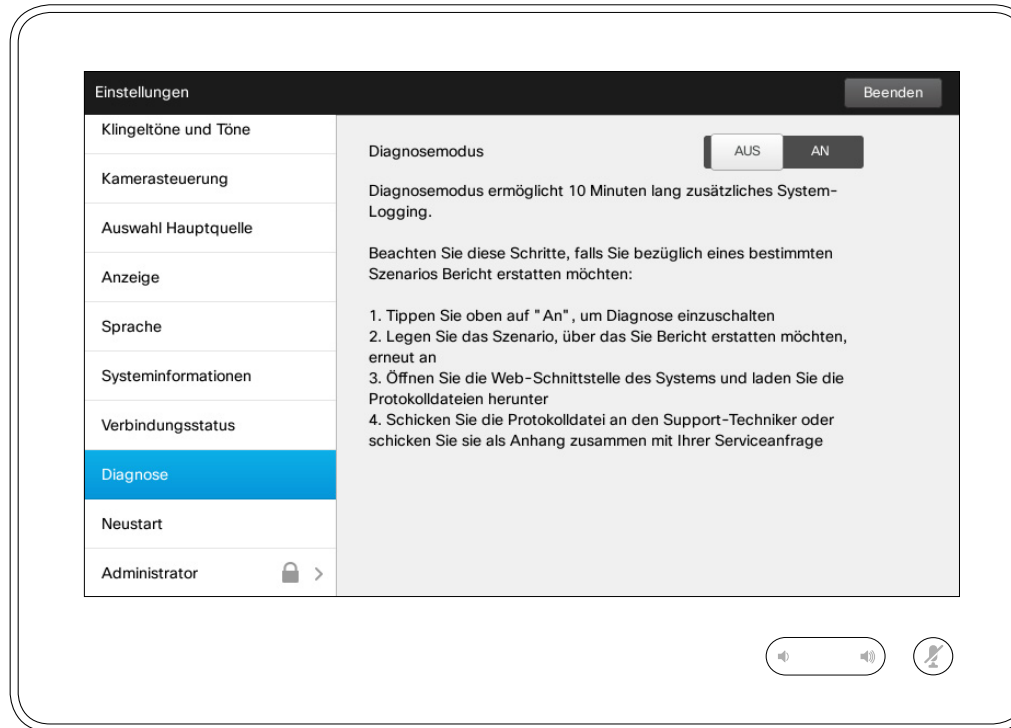 Einstellungen
Beenden
Klingeltöne und Töne
Kamerasteuerung
Auswahl Hauptquelle
Anzeige
Sprache
Systeminformationen
Verbindungsstatus
Diagnose
Neustart
Administrator
Diagnosemodus
AUS
AN
Diagnosemodus ermöglicht 10 Minuten lang zusätzliches System-
Logging.
Beachten Sie diese Schritte, falls Sie bezüglich eines bestimmten
Szenarios Bericht erstatten möchten:
1. Tippen Sie oben auf "An", um Diagnose einzuschalten
2. Legen Sie das Szenario, über das Sie Bericht erstatten möchten,
erneut an
3. Öffnen Sie die Web-Schnittstelle des Systems und laden Sie die
Protokolldateien herunter
4. Schicken Sie die Protokolldatei an den Support-Techniker oder
schicken Sie sie als Anhang zusammen mit Ihrer Serviceanfrage